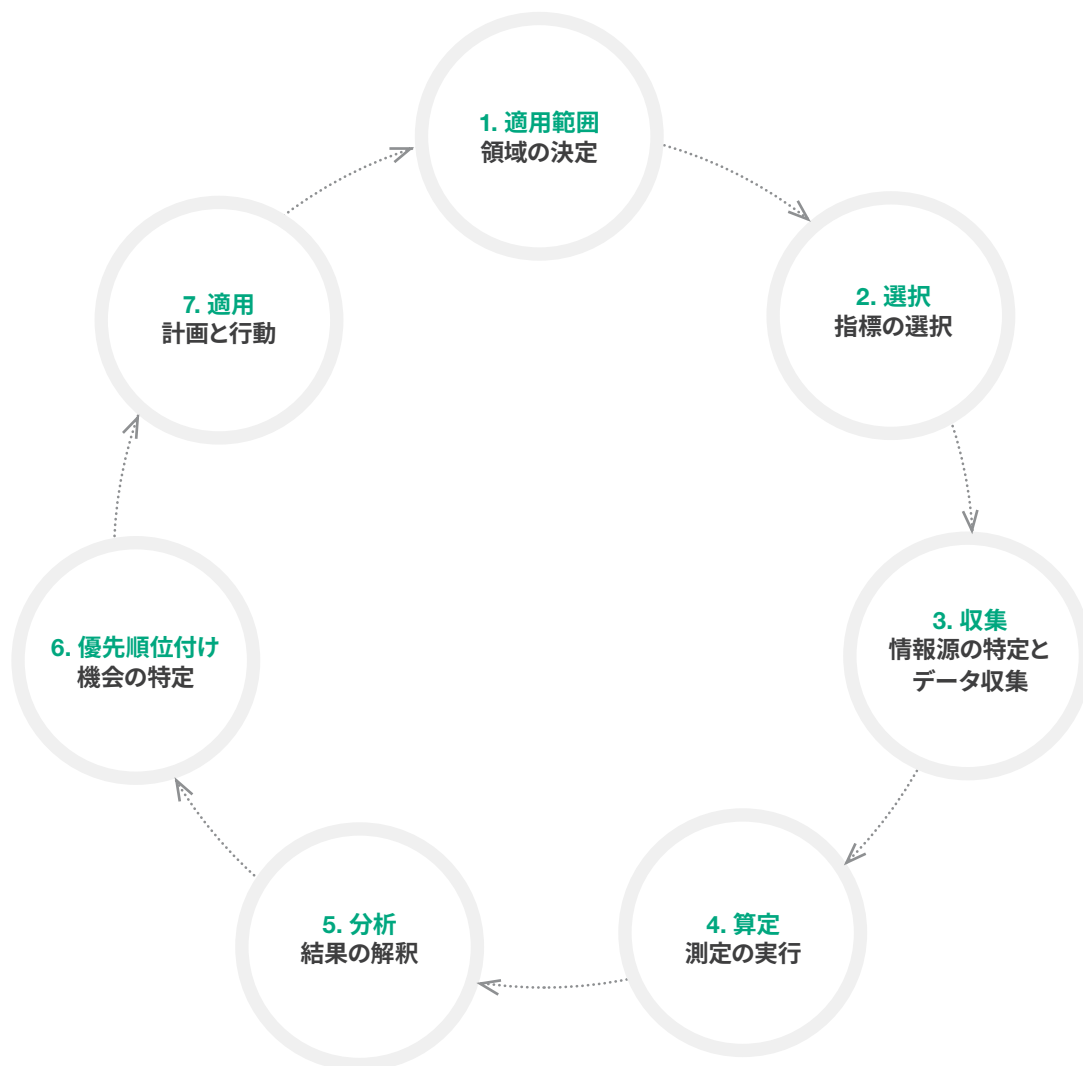 1. 適用範囲
領域の決定
2. 選択
指標の選択
3. 収集
情報源の特定と
データ収集
4. 算定
測定の実行
5. 分析
結果の解釈
6. 優先順位付け
機会の特定
7. 適用
計画と行動